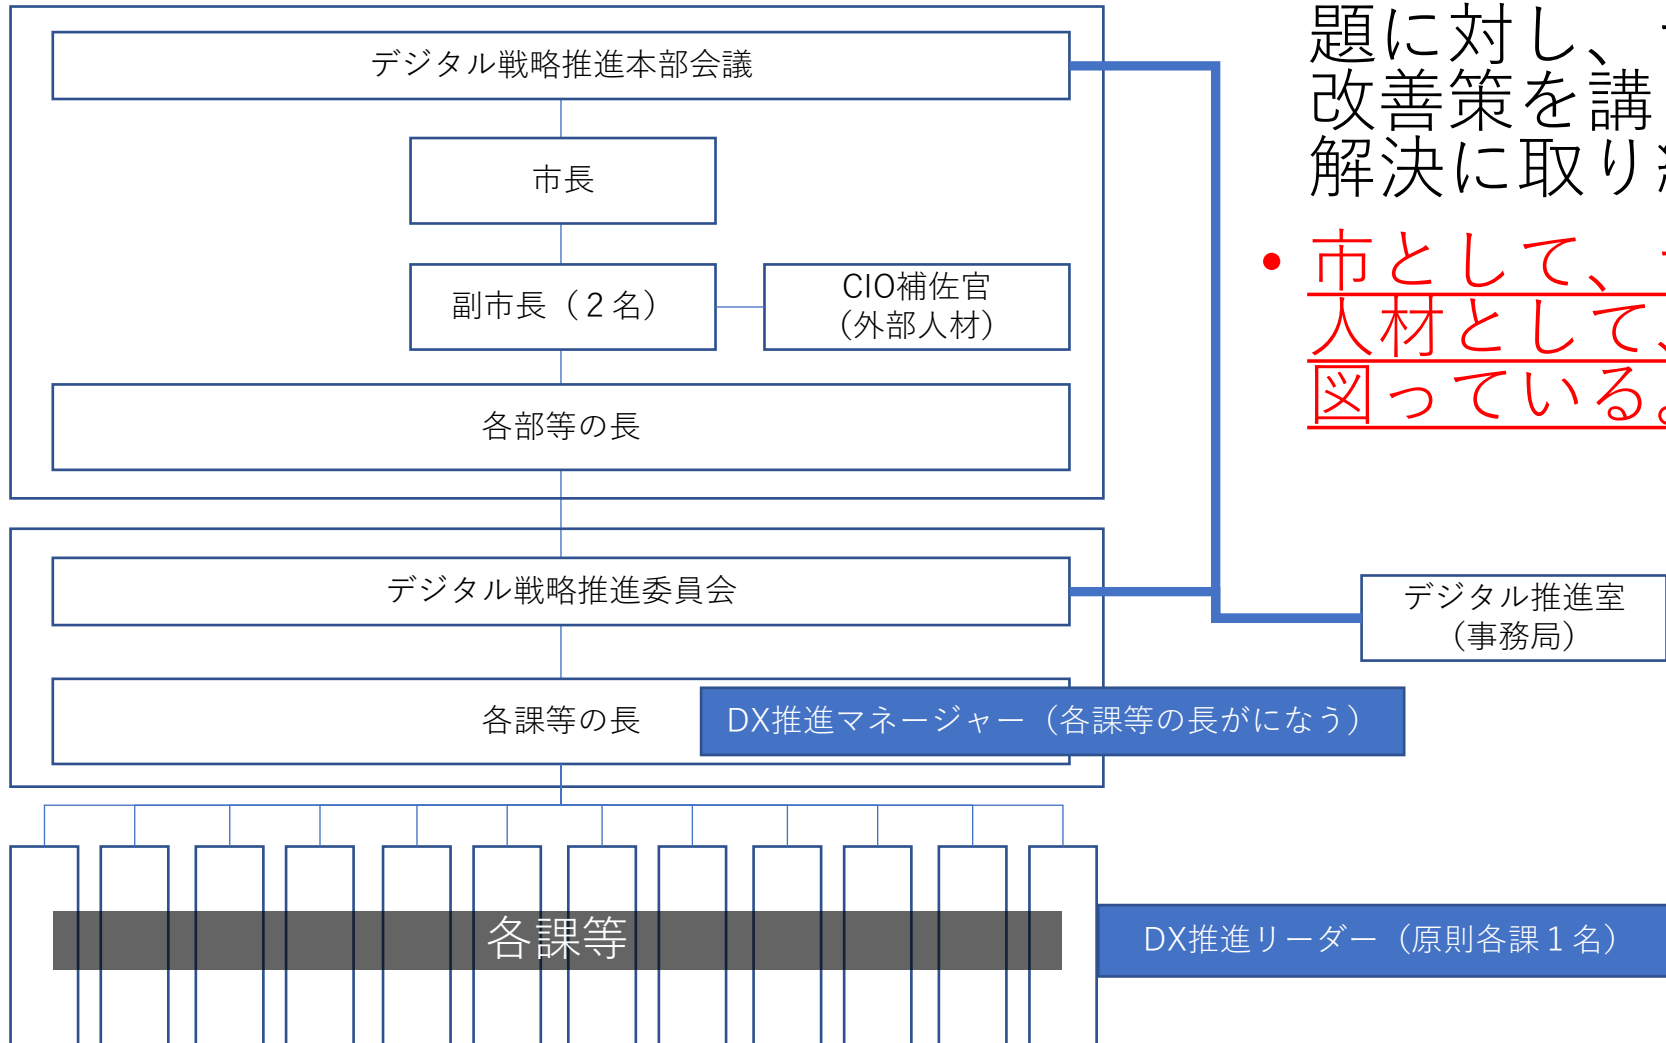 デジタル戦略推進本部会議
市長
副市長（２名）
CIO補佐官
（外部人材）
各部等の長
デジタル戦略推進委員会
各課等の長
DX推進マネージャー（各課等の長がになう）
各課等
DX推進リーダー（原則各課１名）
デジタル推進室
（事務局）
題に対し、
改善策を講
解決に取り
• 市として、
人材として、
図っている。